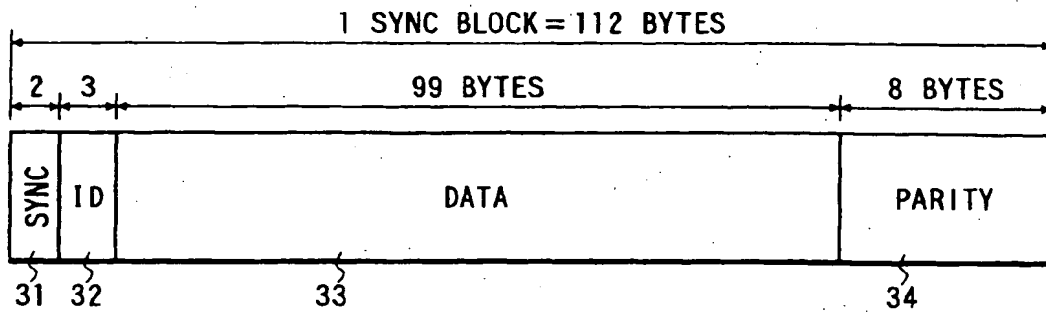 1 SYNC BLOCK=112 BYTES
2 3 99 BYTES 8 BYTES
SYNC ID DATA PARITY
31 32 33 34